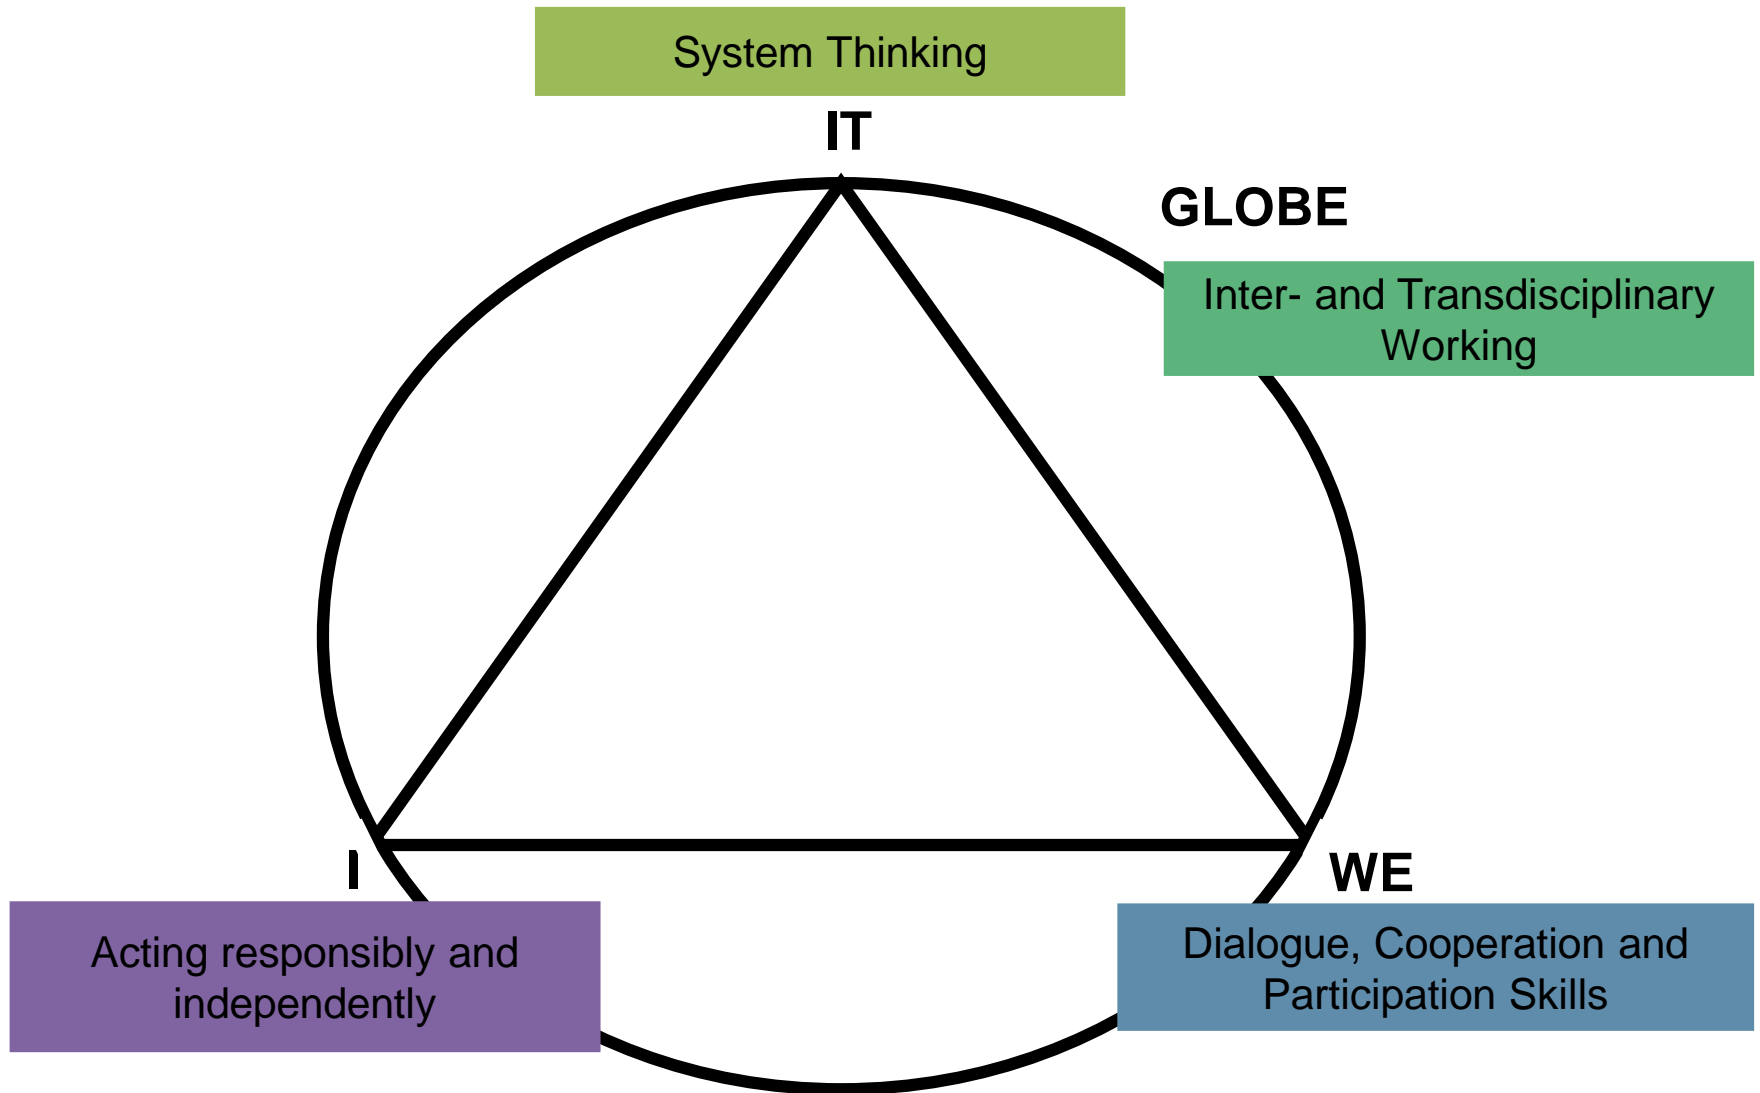 System Thinking
IT
GLOBE
Inter- and Transdisciplinary
Working
I
WE
Acting responsibly and
independently
Dialogue, Cooperation and
Participation Skills